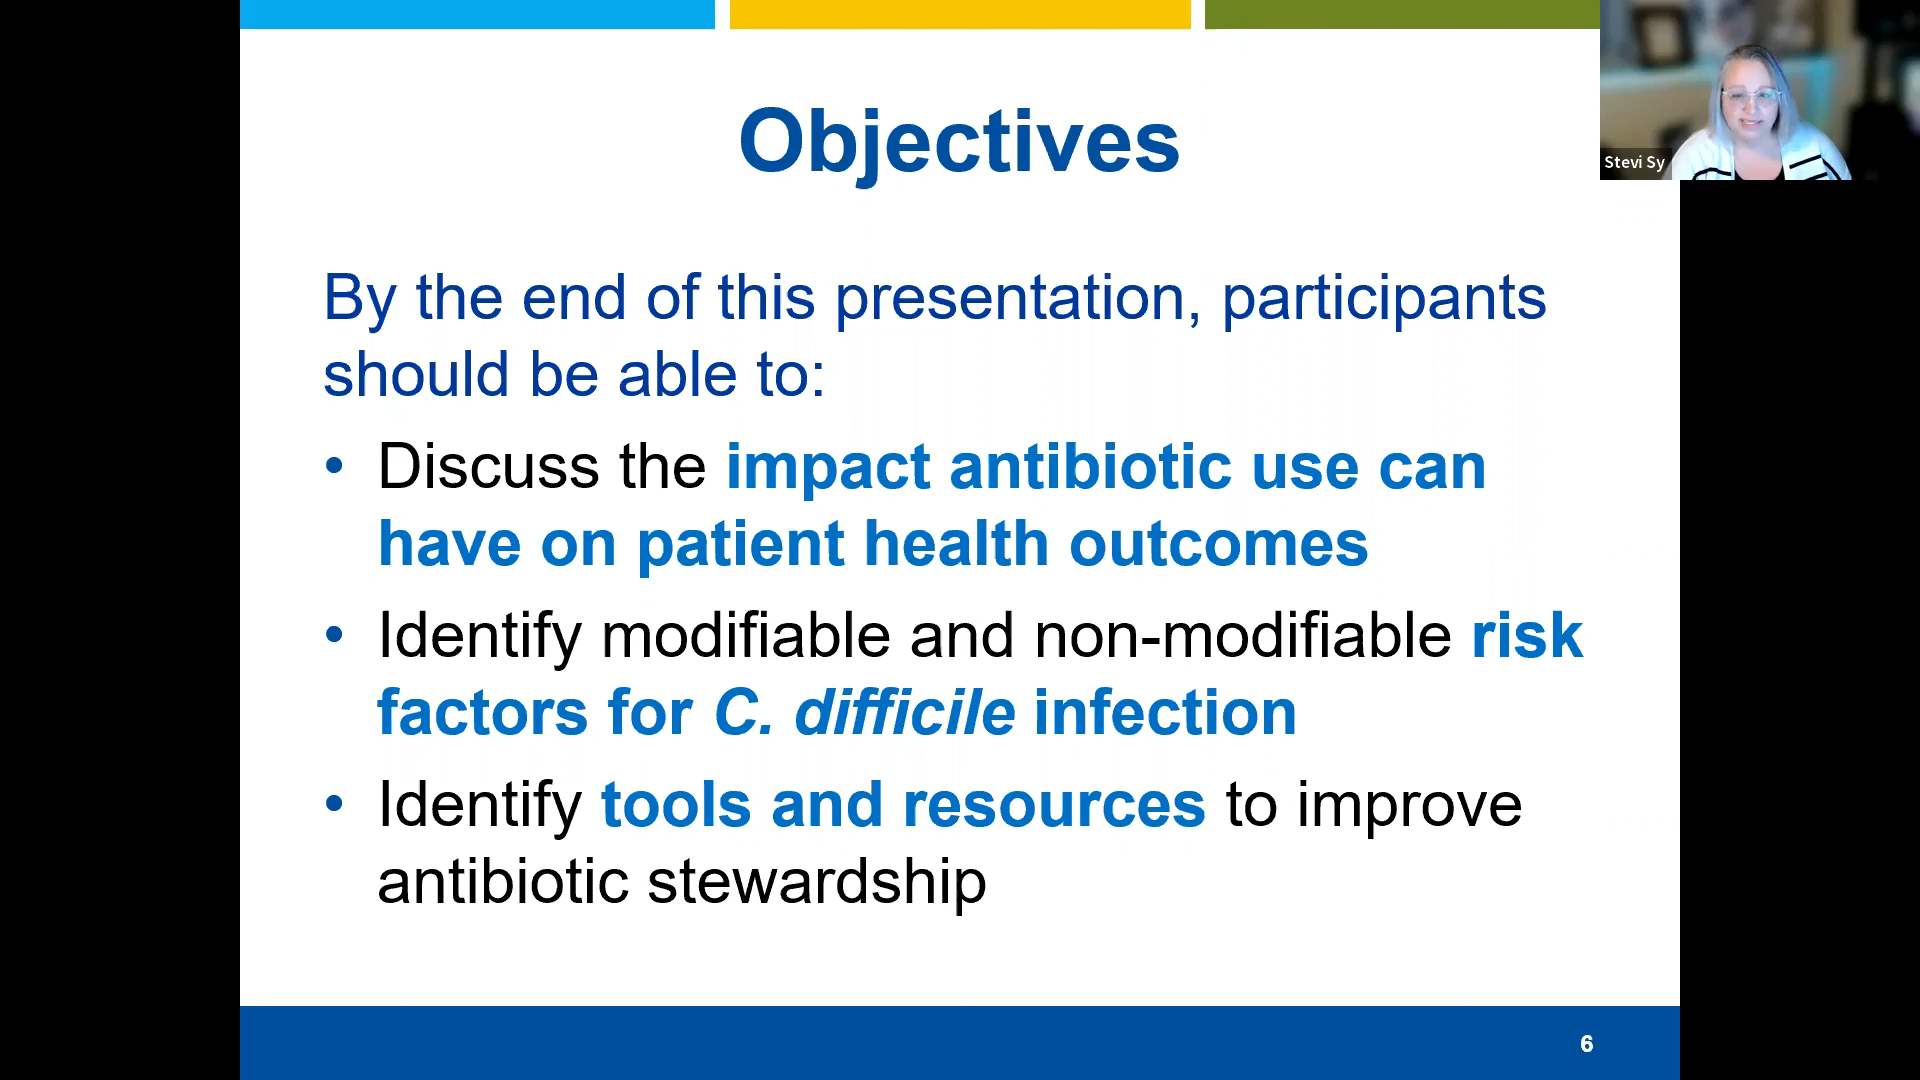 Objectives
Stevi Sy
By the end of this presentation, participants
should be able to:
• Discuss the impact antibiotic use can
have on patient health outcomes
• Identify modifiable and non-modifiable risk
factors for C. difficile infection
• Identify tools and resources to improve
antibiotic stewardship
6